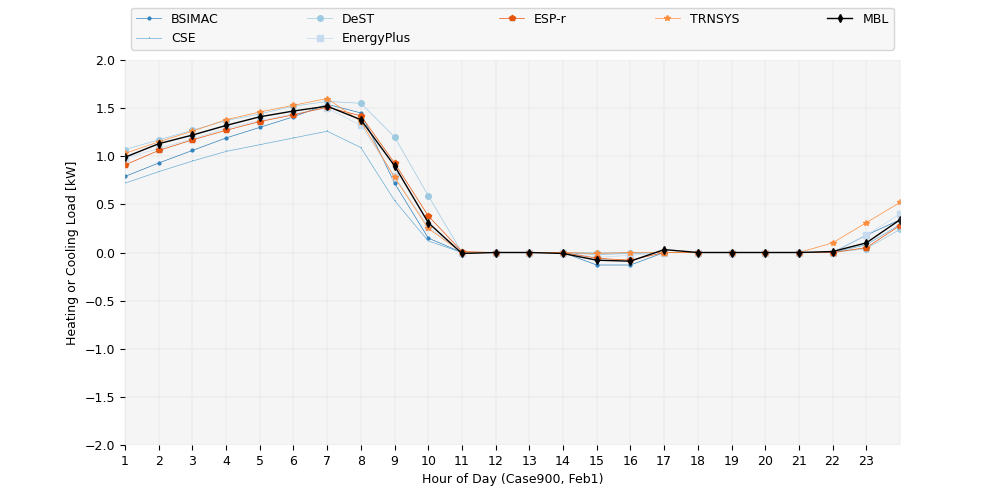 BSIMAC DeST ESP-r TRNSYS MBL
CSE EnergyPlus
2.0
1.5
1.0
0.5
0.0
−0.5
−1.0
−1.5
−2.0
Heating or Cooling Load [kW]
1 2 3 4 5 6 7 8 9 10 11 12 13 14 15 16 17 18 19 20 21 22 23
Hour of Day (Case900, Feb1)